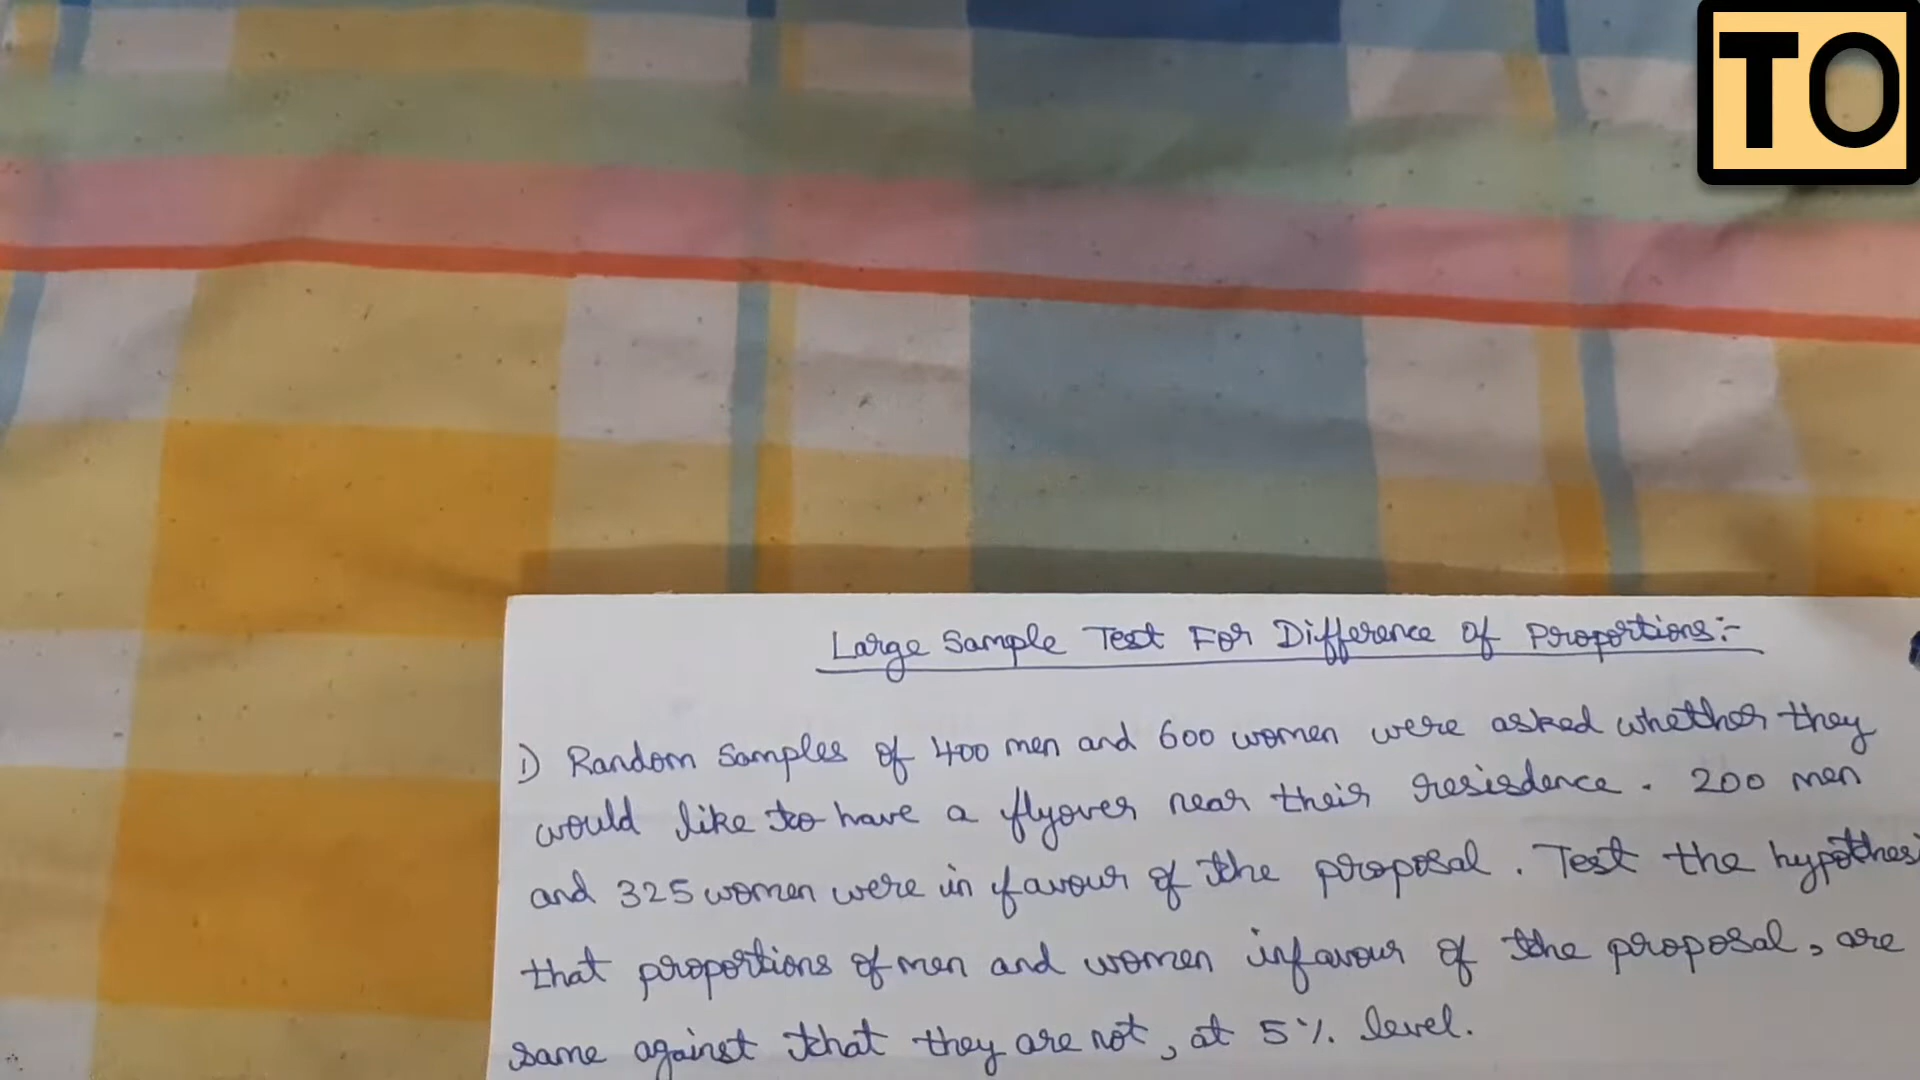 TO
Large Sample Test For Difference Of Proportions:-
1) Random Samples of 400 men and 600 women were asked whether they
would like to have a flyover near their resisdence. 200 men
and 325 women were in favour of the proposal. Test the hypothesi
that proportions of men and women infavour of the proposal, are
same against that they are not, at 5%. level.